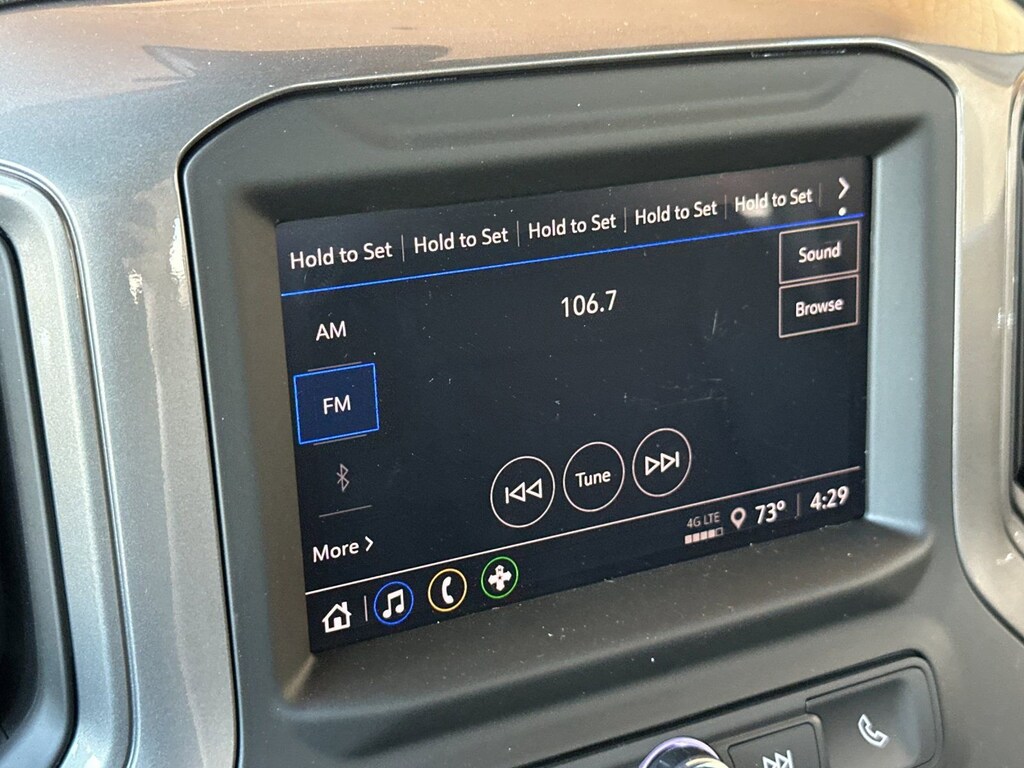 Hold to Set Hold to Set Hold to Set Hold to Set Hold to Set
Sound
106.7
Browse
AM
FM
Tune
More
4G LTE 73° 4:29